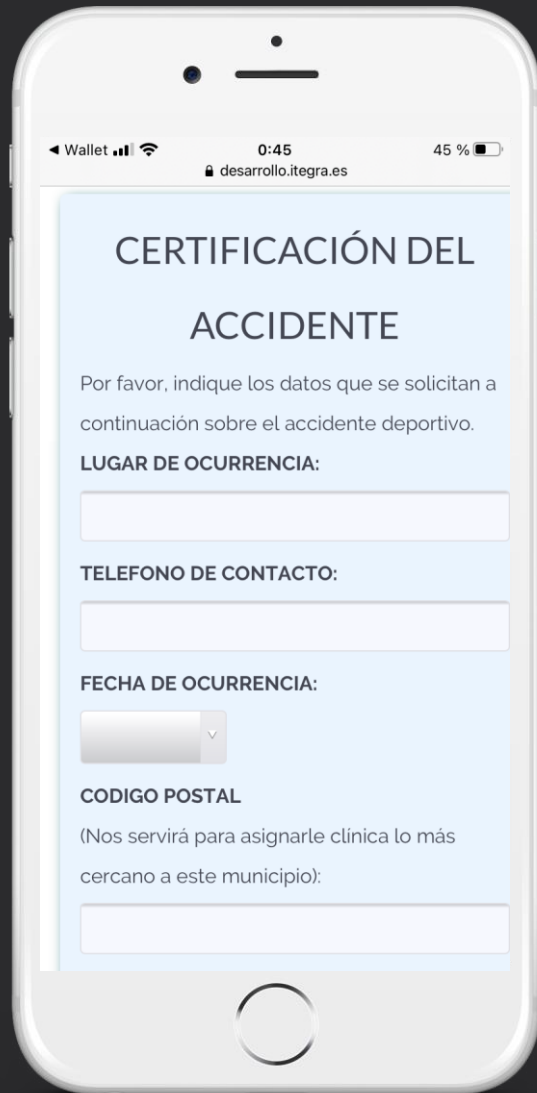 ◄ Wallet 0:45 45 %
desarrollo.itegra.es
CERTIFICACIÓN DEL
ACCIDENTE
Por favor, indique los datos que se solicitan a
continuación sobre el accidente deportivo.
LUGAR DE OCURRENCIA:
TELEFONO DE CONTACTO:
FECHA DE OCURRENCIA:
CODIGO POSTAL
(Nos servirá para asignarle clínica lo más
cercano a este municipio):